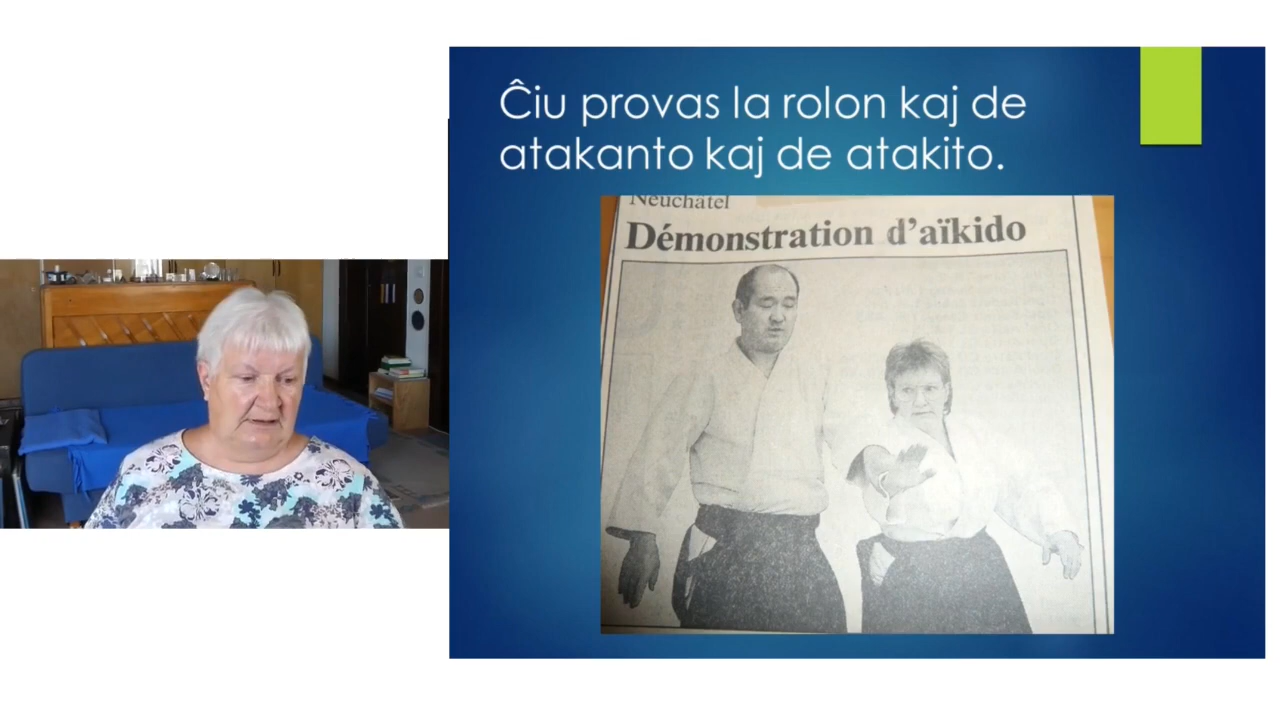 Ĉiu provas la rolon kaj de
atakanto kaj de atakito.
Neuchâtel
Démonstration d'aïkido